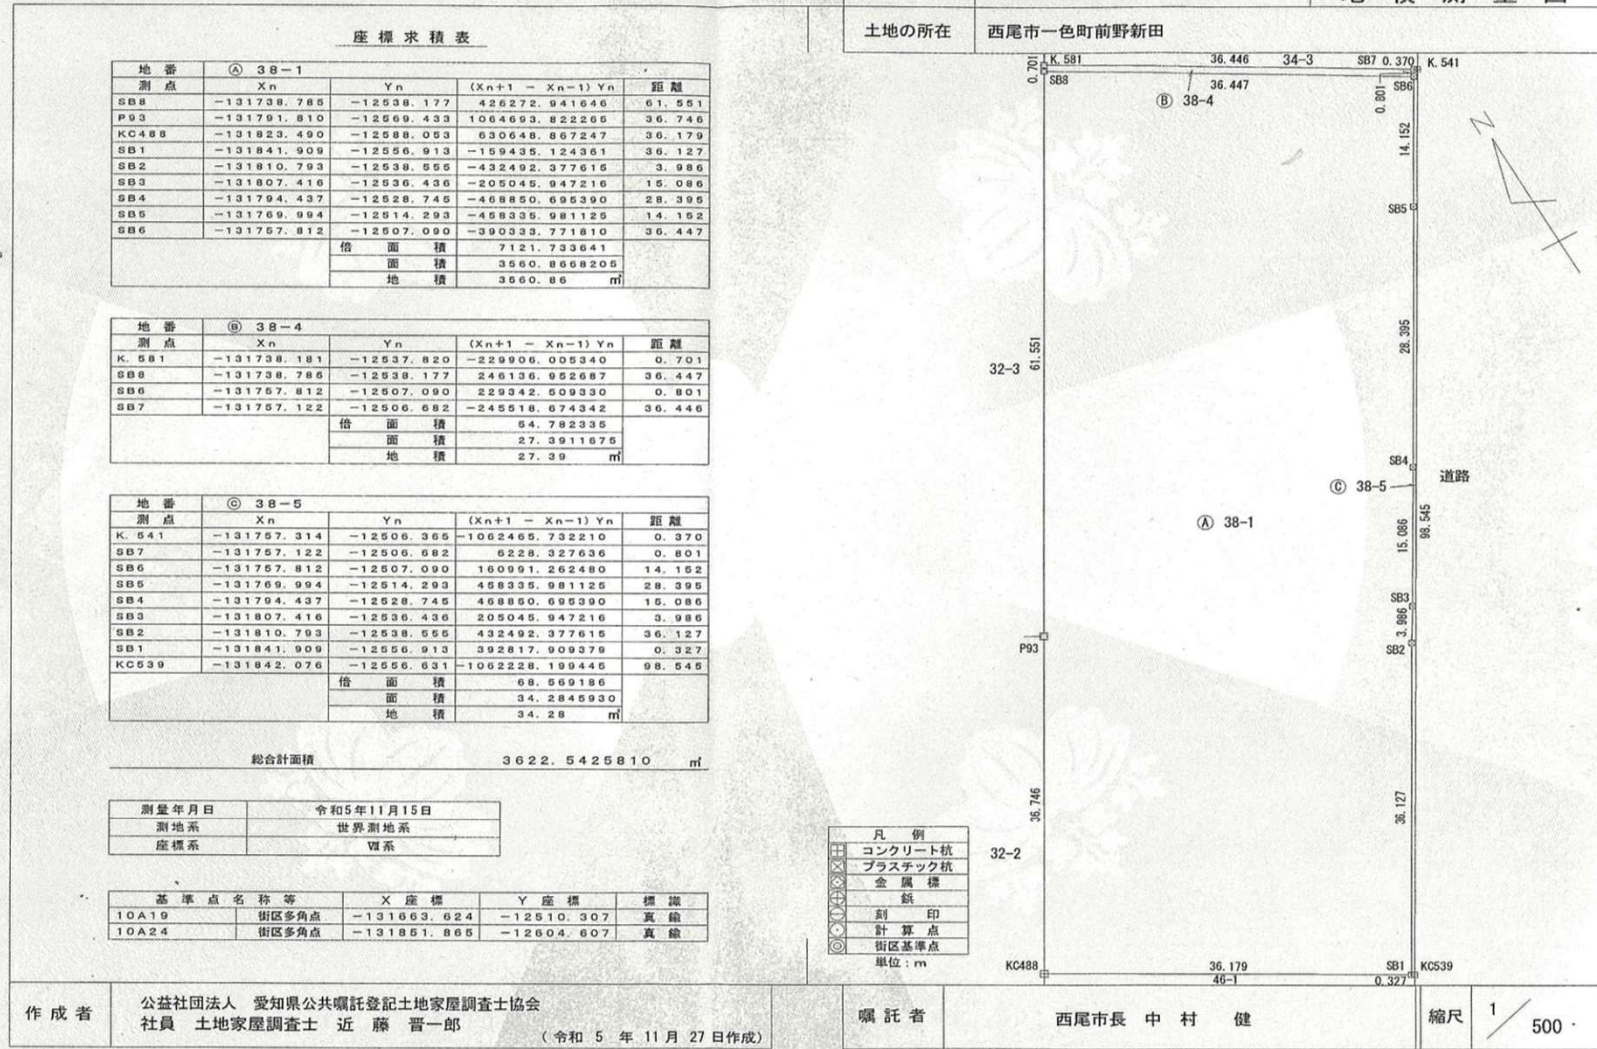 土地の所在 西尾市一色町前野新田
座標求積表
地番 Ⓐ 38-1
測点 Xn Yn (Xn+1 - Xn-1) Yn 距離
SB8 -131738.785 -12538.177 426272.941646 61.551
P93 -131791.810 -12569.433 1064693.822265 36.746
KC488 -131823.490 -12588.053 630648.867247 36.179
SB1 -131841.909 -12556.913 -159435.124361 36.127
SB2 -131810.793 -12538.555 -432492.377615 3.986
SB3 -131807.416 -12536.436 -205045.947216 15.086
SB4 -131794.437 -12528.745 -468850.695390 28.395
SB5 -131769.994 -12514.293 -458335.981125 14.152
SB6 -131757.812 -12507.090 -390333.771810 36.447
倍面積 7121.733641
面積 3560.8668205
地積 3560.86 ㎡
地番 Ⓑ 38-4
測点 Xn Yn (Xn+1 - Xn-1) Yn 距離
K.581 -131738.181 -12537.820 -229906.005340 0.701
SB8 -131738.785 -12538.177 246136.952687 36.447
SB6 -131757.812 -12507.090 229342.509330 0.801
SB7 -131757.122 -12506.682 -245518.674342 36.446
倍面積 54.782335
面積 27.3911675
地積 27.39 ㎡
地番 Ⓒ 38-5
測点 Xn Yn (Xn+1 - Xn-1) Yn 距離
K.541 -131757.314 -12506.365 -1062465.732210 0.370
SB7 -131757.122 -12506.682 6228.327636 0.801
SB6 -131757.812 -12507.090 160991.262480 14.152
SB5 -131769.994 -12514.293 458335.981125 28.395
SB4 -131794.437 -12528.745 468850.695390 15.086
SB3 -131807.416 -12536.436 205045.947216 3.986
SB2 -131810.793 -12538.555 432492.377615 36.127
SB1 -131841.909 -12556.913 392817.909379 0.327
KC539 -131842.076 -12556.631 -1062228.199445 98.545
倍面積 68.569186
面積 34.2845930
地積 34.28 ㎡
総合計面積 3622.5425810 ㎡
測量年月日 令和5年11月15日
測地系 世界測地系
座標系 Ⅶ系
基準点名称等 X座標 Y座標 標識
10A19 街区多角点 -131663.624 -12510.307 真鍮
10A24 街区多角点 -131851.865 -12604.607 真鍮
K.581 36.446 34-3 SB7 0.370 K.541
0.701
SB8 36.447 SB6
Ⓑ 38-4
0.801
14.152
N
SB5
28.395
32-3 61.551
SB4
道路
Ⓒ 38-5
Ⓐ 38-1
15.086
98.545
SB3
3.986
P93
SB2
36.746
36.127
32-2
凡例
コンクリート杭
プラスチック杭
金属標
鋲
刻印
計算点
街区基準点
単位:m
KC488 36.179 SB1 KC539
46-1 0.327
作成者
公益社団法人 愛知県公共嘱託登記土地家屋調査士協会
社員 土地家屋調査士 近藤晋一郎
(令和5年11月27日作成)
嘱託者 西尾市長 中村 健
縮尺 1/500